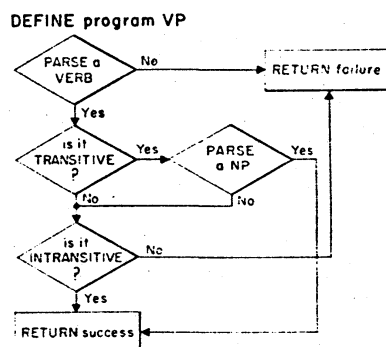 DEFINE program VP
PARSE a
VERB
No
RETURN failure
Yes
Is it
TRANSITIVE
?
Yes
PARSE
a NP
Yes
No
No
Is it
INTRANSITIVE
?
No
Yes
RETURN success